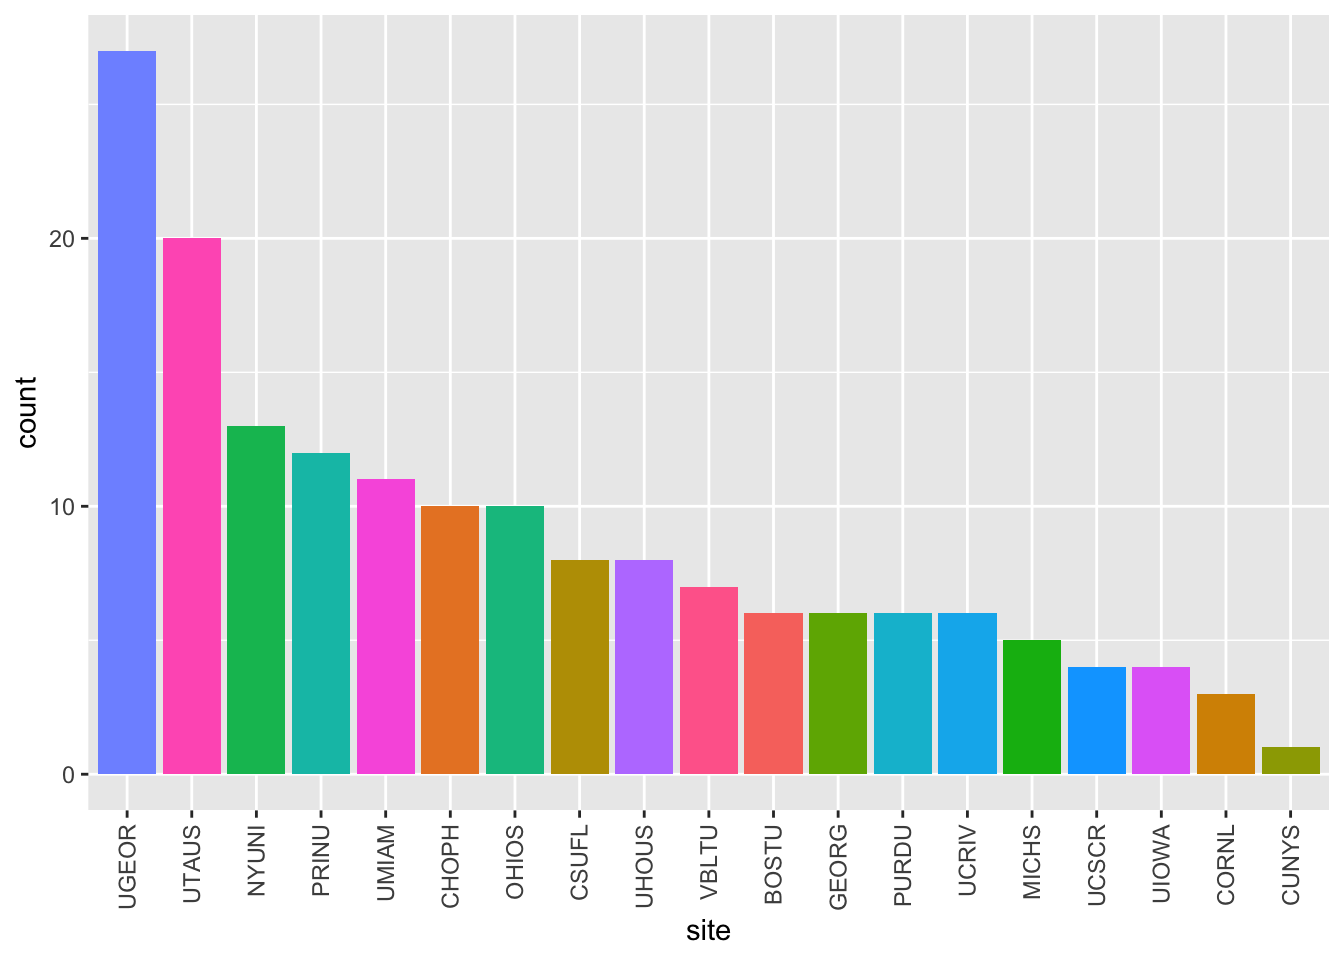 count
20
10
0
UGEOR
UTAUS
NYUNI
PRINU
UMIAM
CHOPH
OHIOS
CSUFL
UHOUS
VBLTU
BOSTU
GEORG
PURDU
UCRIV
MICHS
UCSCR
UIOWA
CORNL
CUNYS
site